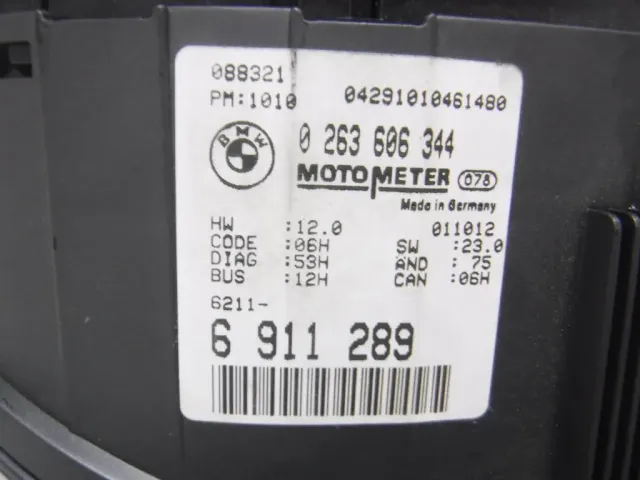 088321
PM:1010 04291010461480
BMW 0 263 606 344
MOTOMETER 078
Made in Germany
HW :12.0 011012
CODE :06H SW :23.0
DIAG :53H AND : 75
BUS :12H CAN :06H
6211-
6 911 289